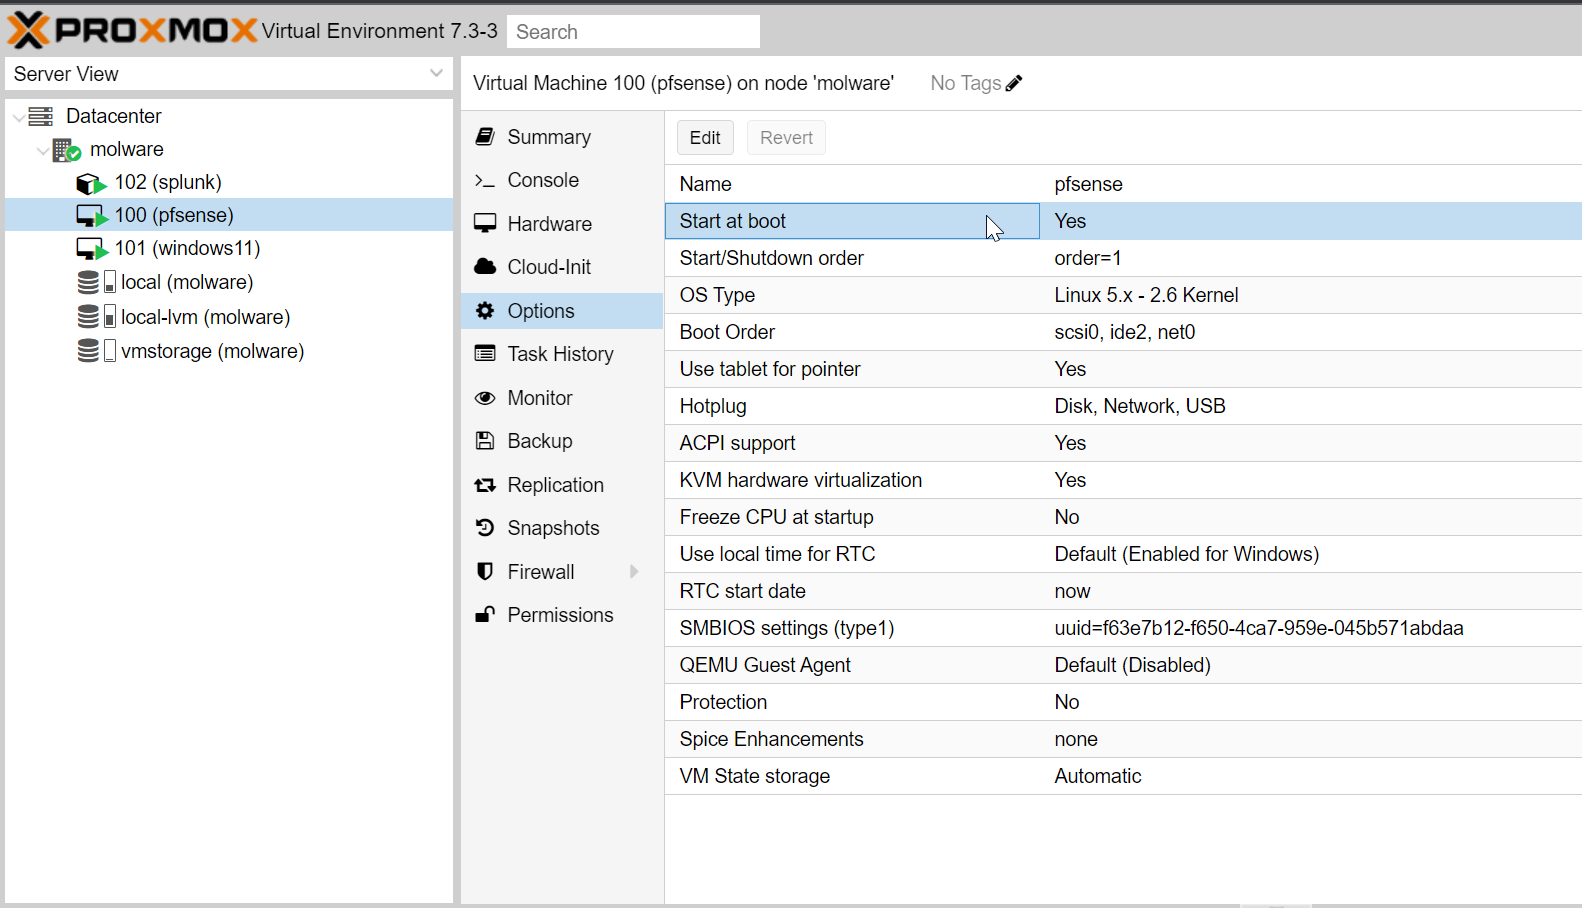 PROXMOX Virtual Environment 7.3-3 Search
Server View
Datacenter
molware
102 (splunk)
100 (pfsense)
101 (windows11)
local (molware)
local-lvm (molware)
vmstorage (molware)
Virtual Machine 100 (pfsense) on node 'molware' No Tags
Summary
Console
Hardware
Cloud-Init
Options
Task History
Monitor
Backup
Replication
Snapshots
Firewall
Permissions
Edit Revert
Name pfsense
Start at boot Yes
Start/Shutdown order order=1
OS Type Linux 5.x - 2.6 Kernel
Boot Order scsi0, ide2, net0
Use tablet for pointer Yes
Hotplug Disk, Network, USB
ACPI support Yes
KVM hardware virtualization Yes
Freeze CPU at startup No
Use local time for RTC Default (Enabled for Windows)
RTC start date now
SMBIOS settings (type1) uuid=f63e7b12-f650-4ca7-959e-045b571abdaa
QEMU Guest Agent Default (Disabled)
Protection No
Spice Enhancements none
VM State storage Automatic